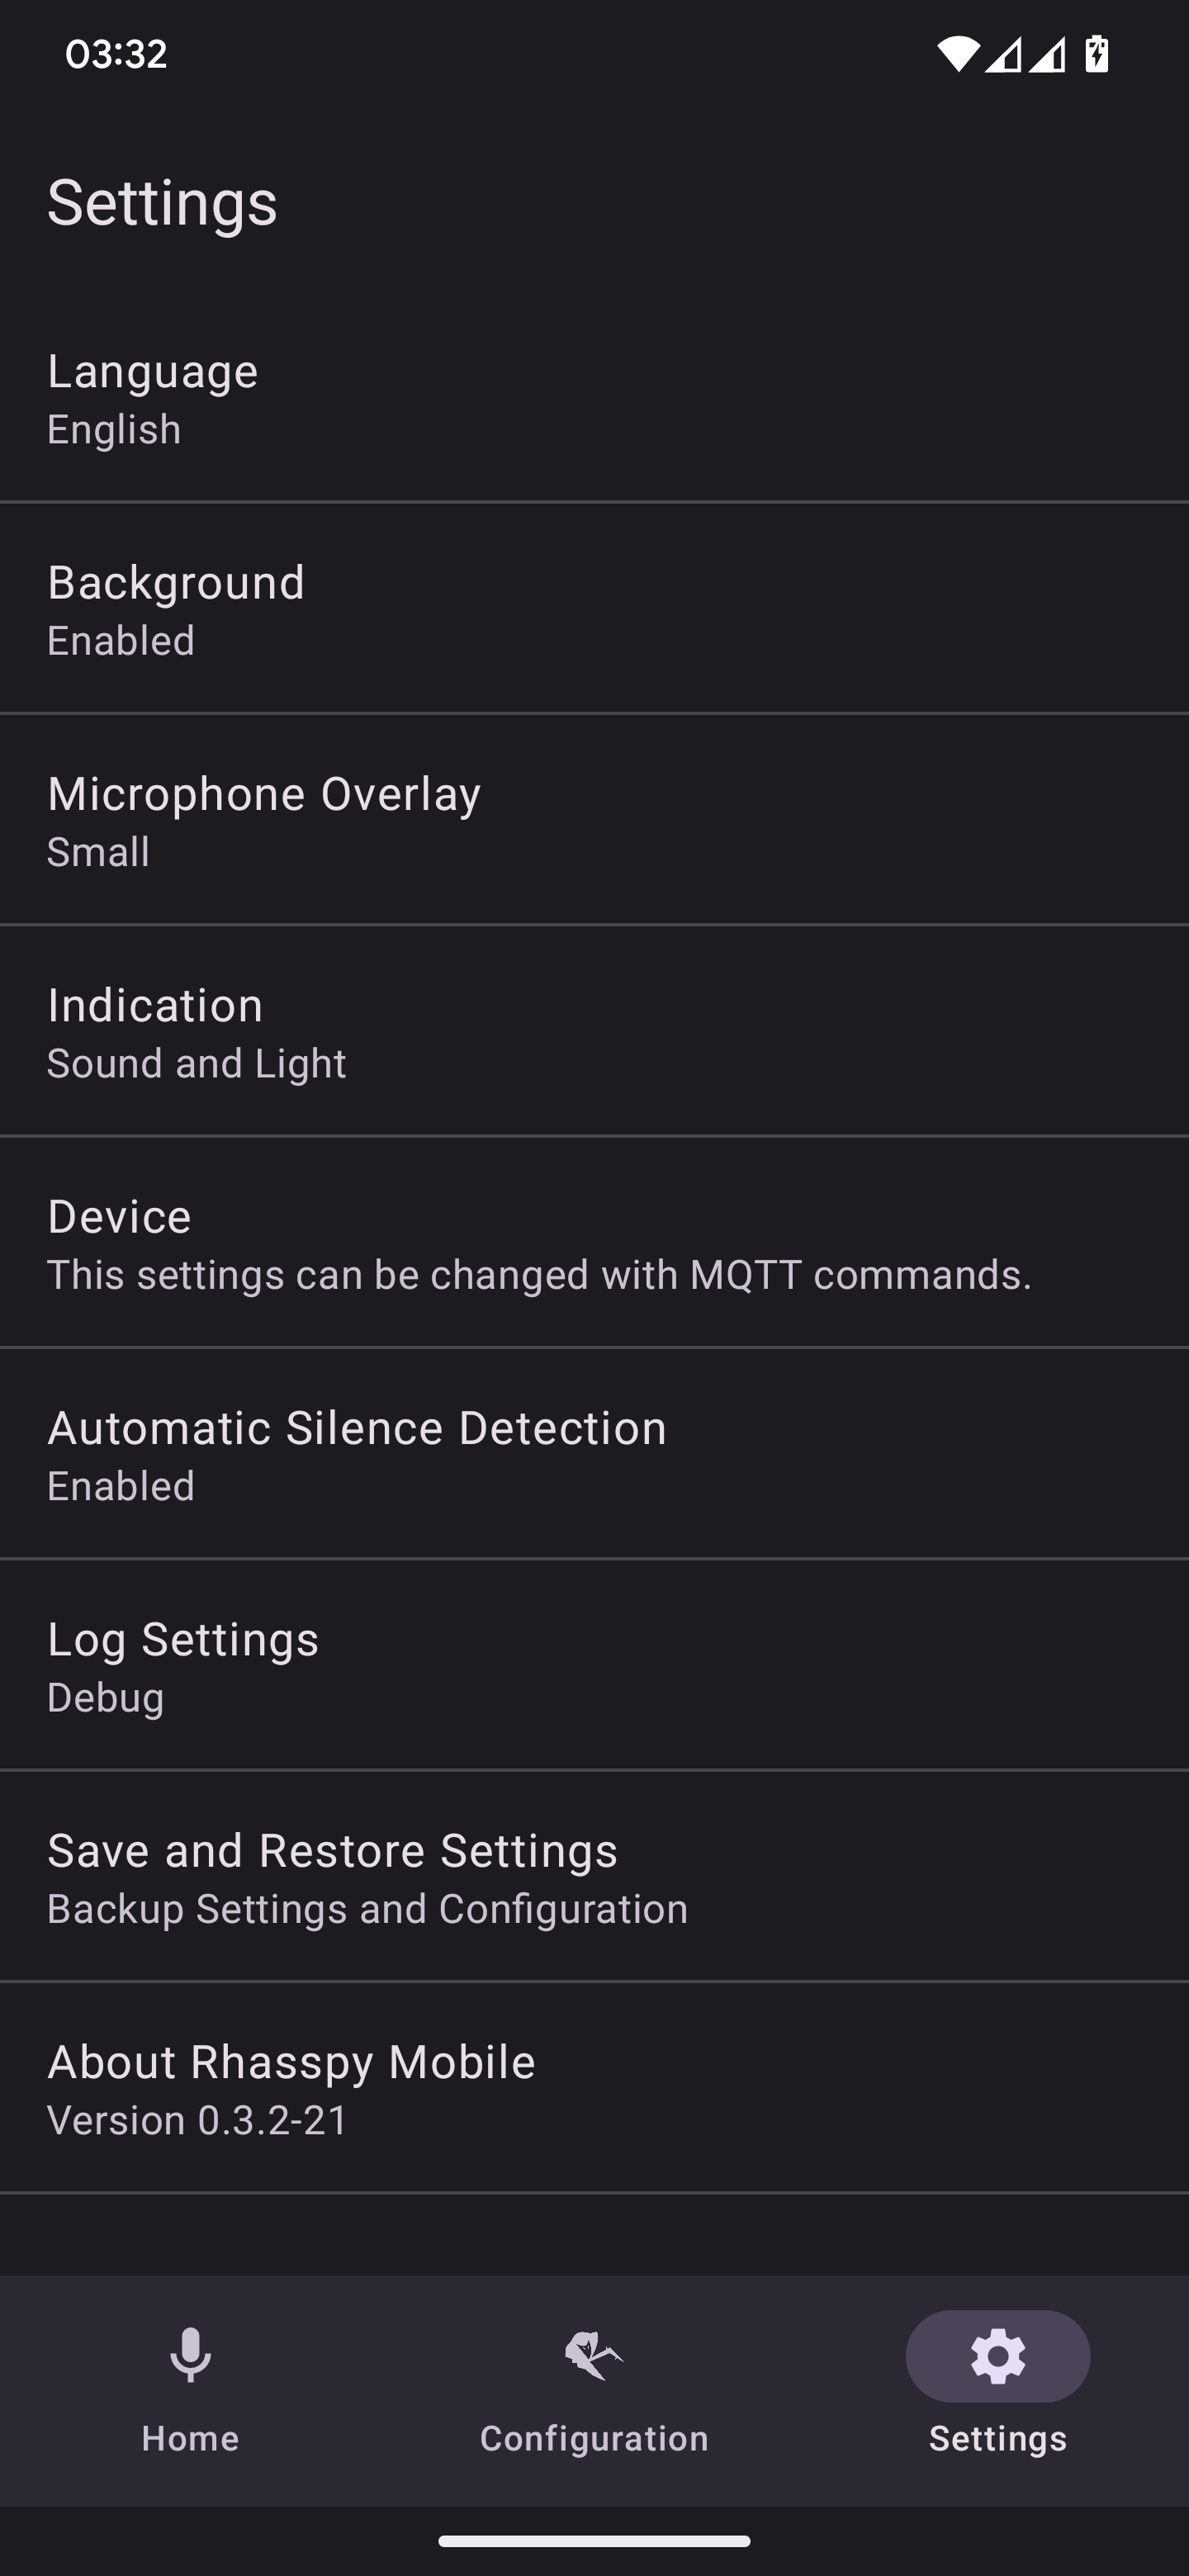 03:32
Settings
Language
English
Background
Enabled
Microphone Overlay
Small
Indication
Sound and Light
Device
This settings can be changed with MQTT commands.
Automatic Silence Detection
Enabled
Log Settings
Debug
Save and Restore Settings
Backup Settings and Configuration
About Rhasspy Mobile
Version 0.3.2-21
Home
Configuration
Settings